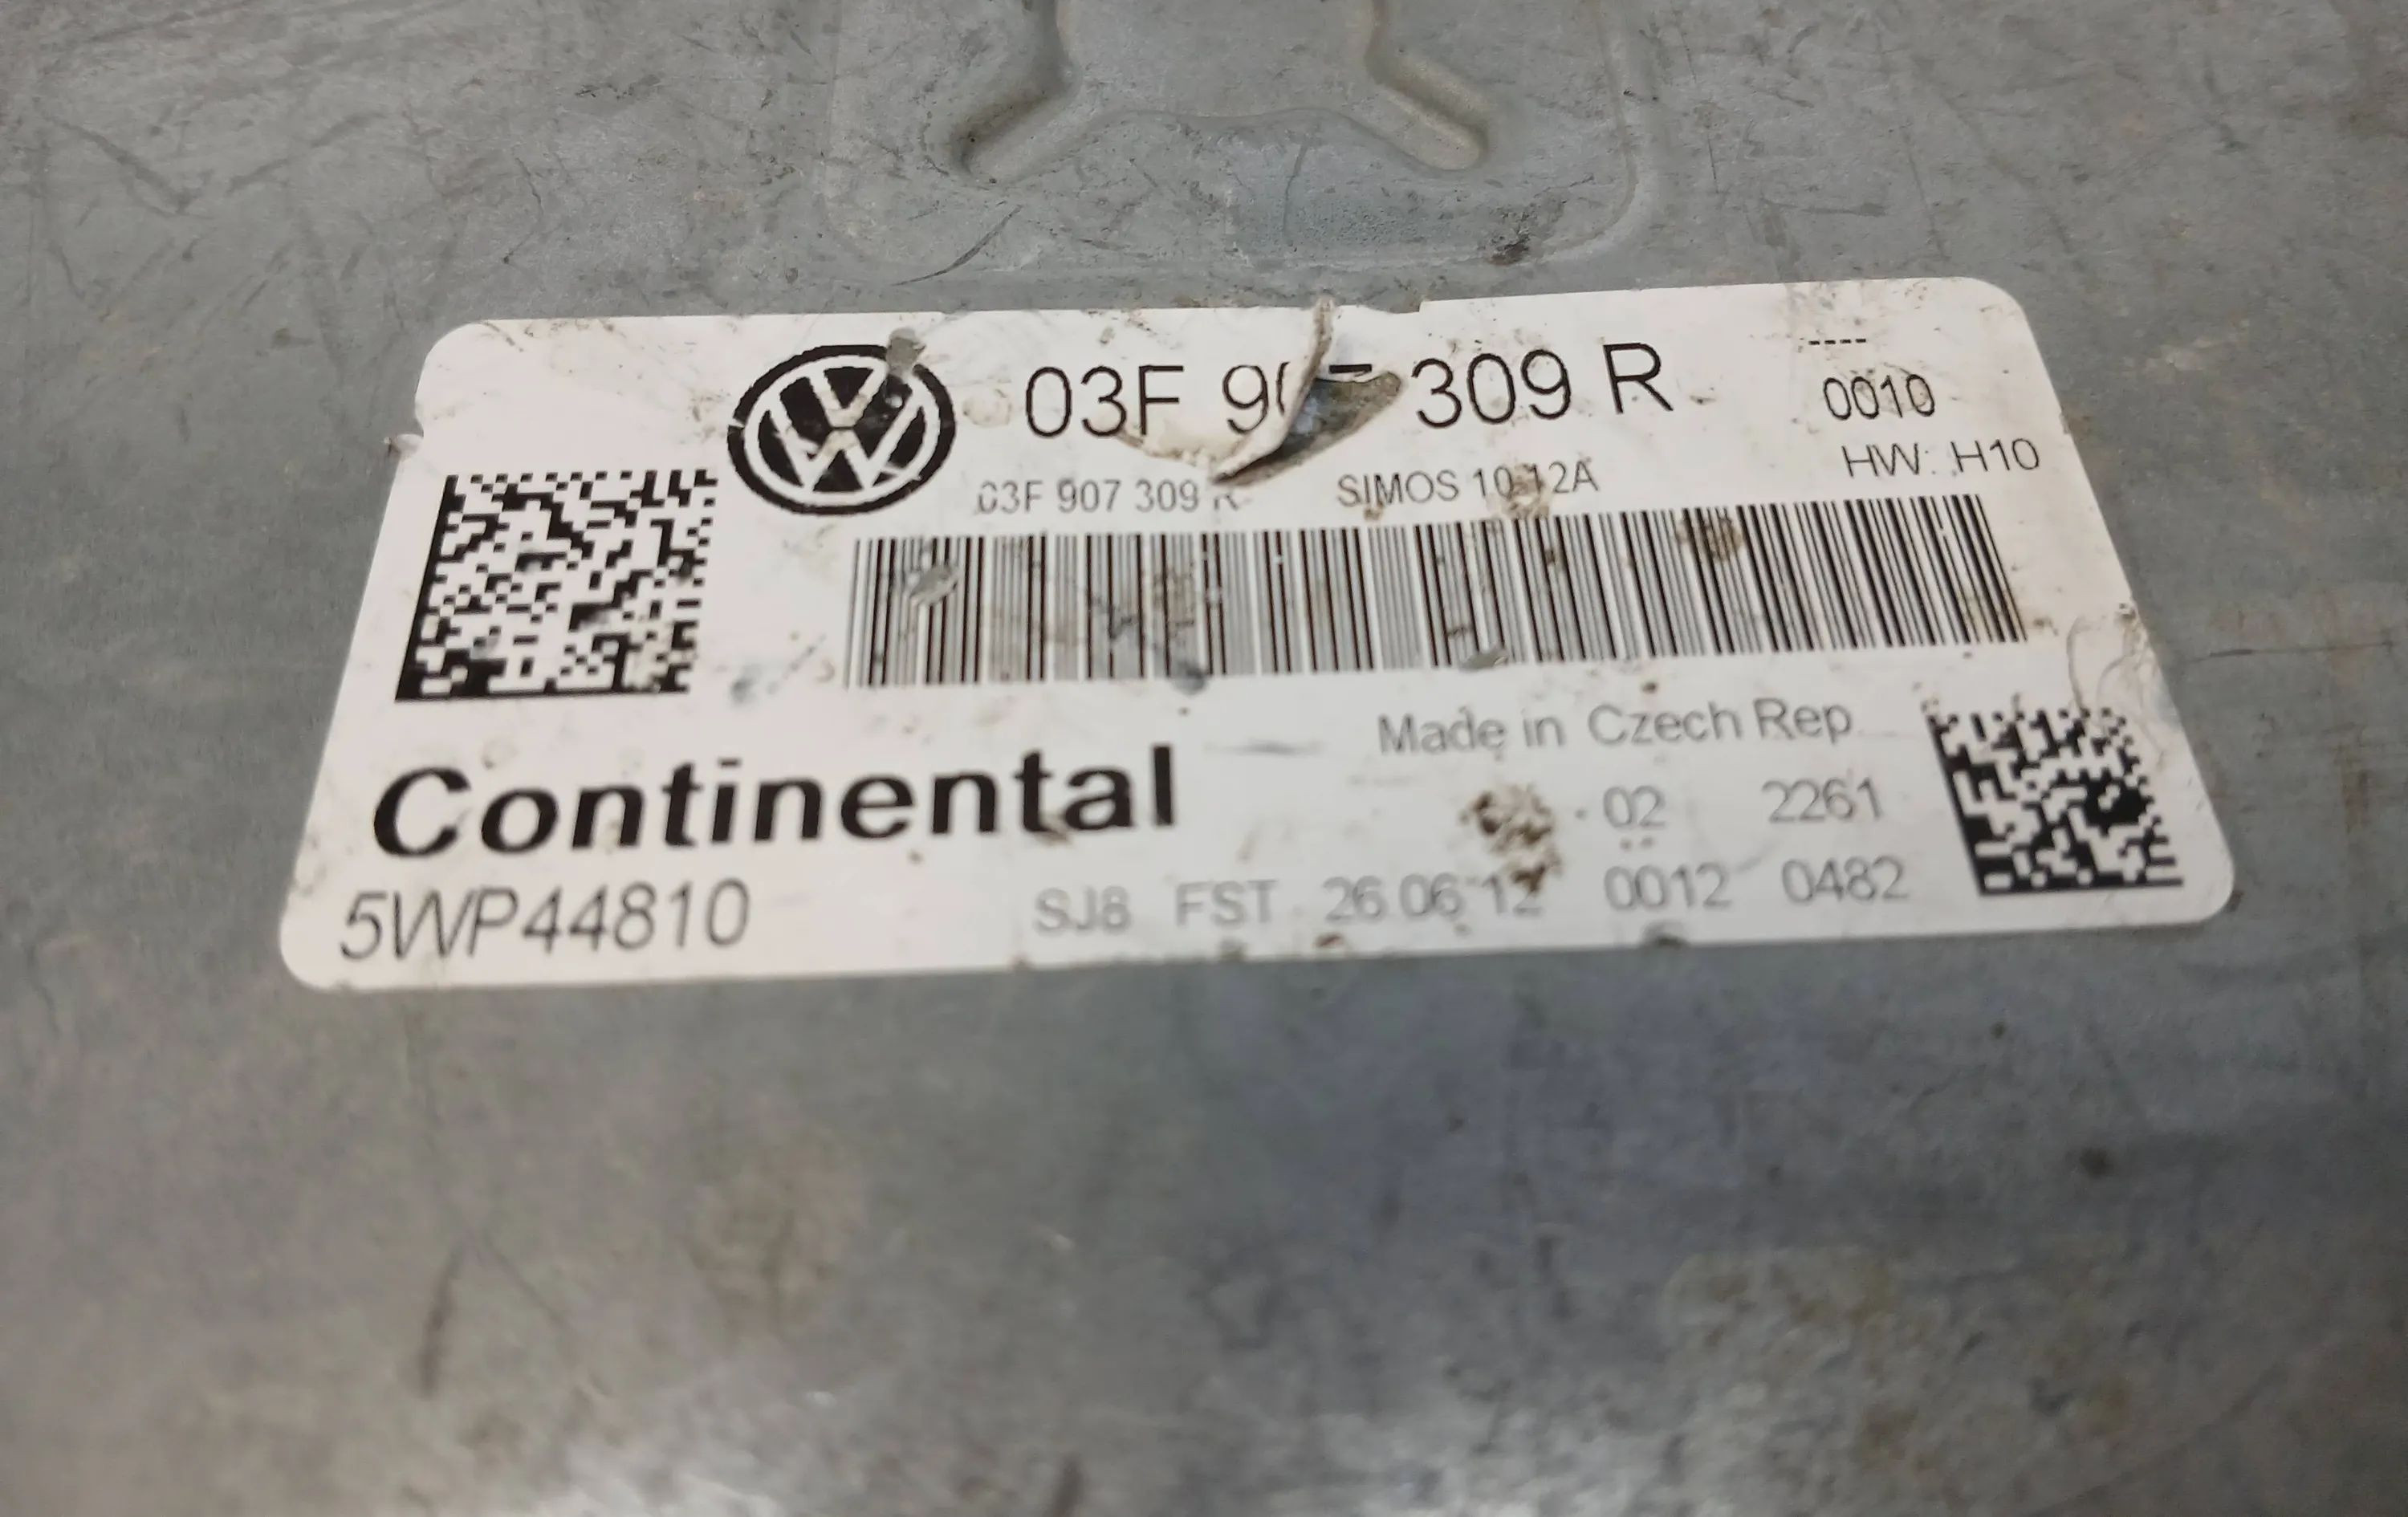 03F 907 309 R ----
0010
03F 907 309 R SIMOS 10.12A HW: H10
Made in Czech Rep
Continental
02 2261
5WP44810 SJ8 FST 26.06.12 0012 0482